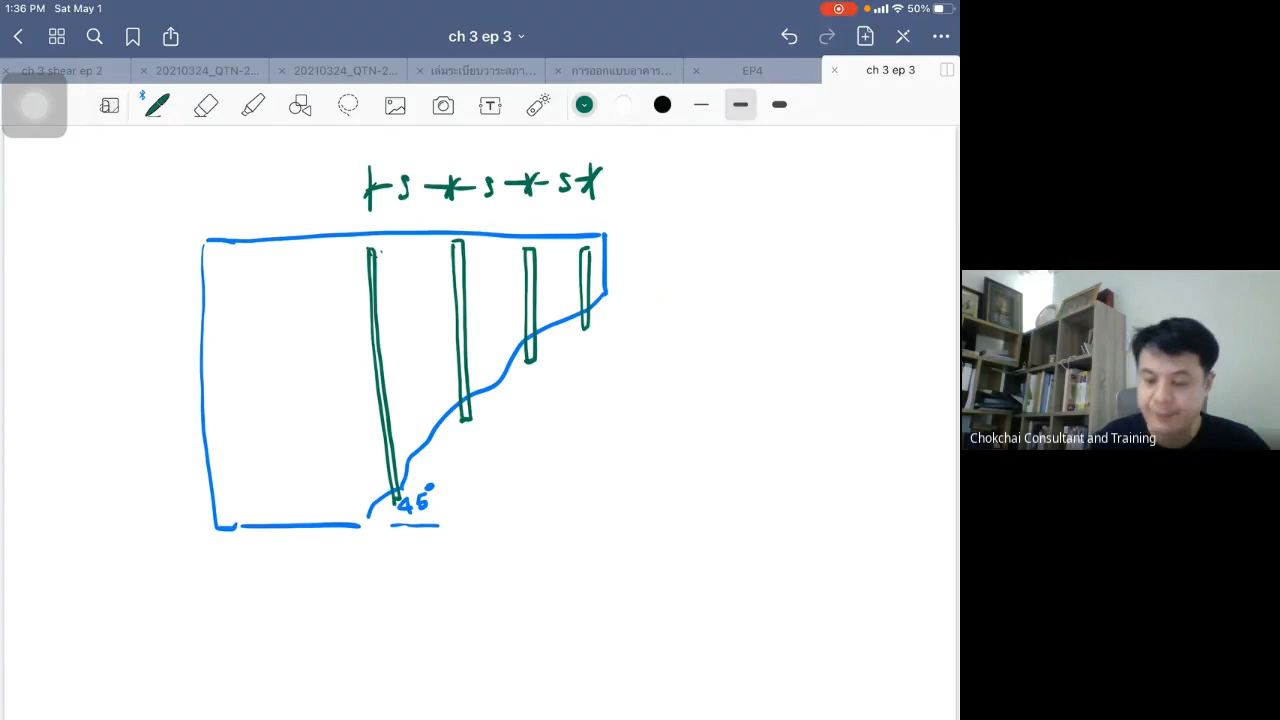 1:36 PM Sat May 1
50%
ch 3 ep 3
ch 3 shear ep 2
20210324_QTN-2...
20210324_QTN-2...
เล่มระเบียบวาระสภา...
การออกแบบอาคาร...
EP4
ch 3 ep 3
S S S
45°
Chokchai Consultant and Training